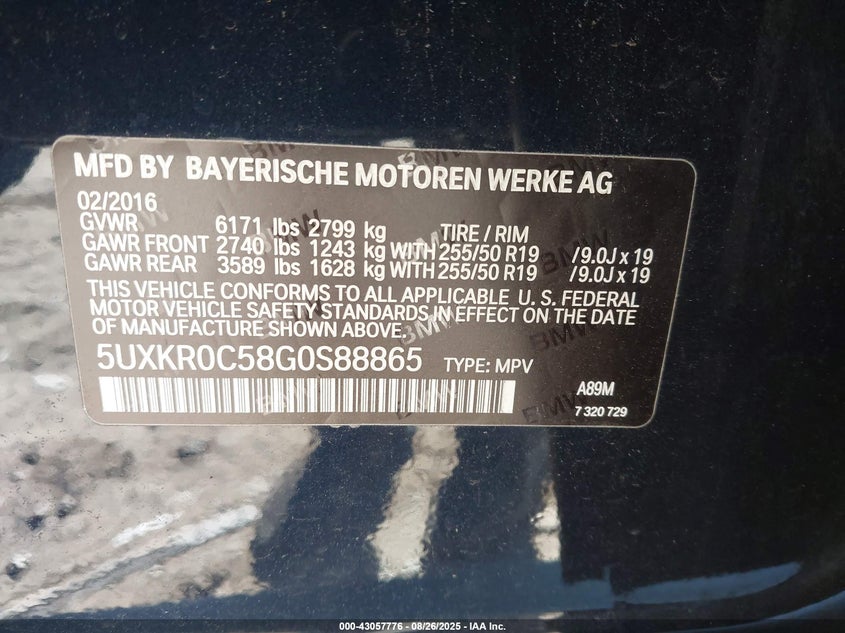 MFD BY BAYERISCHE MOTOREN WERKE AG
02/2016
GVWR 6171 lbs 2799 kg TIRE / RIM
GAWR FRONT 2740 lbs 1243 kg WITH 255/50 R19 /9.0J x 19
GAWR REAR 3589 lbs 1628 kg WITH 255/50 R19 /9.0J x 19
THIS VEHICLE CONFORMS TO ALL APPLICABLE U. S. FEDERAL
MOTOR VEHICLE SAFETY STANDARDS IN EFFECT ON THE DATE
OF MANUFACTURE SHOWN ABOVE.
5UXKR0C58G0S88865 TYPE: MPV
A89M
7 320 729
000-43057776 - 08/26/2025 - IAA Inc.